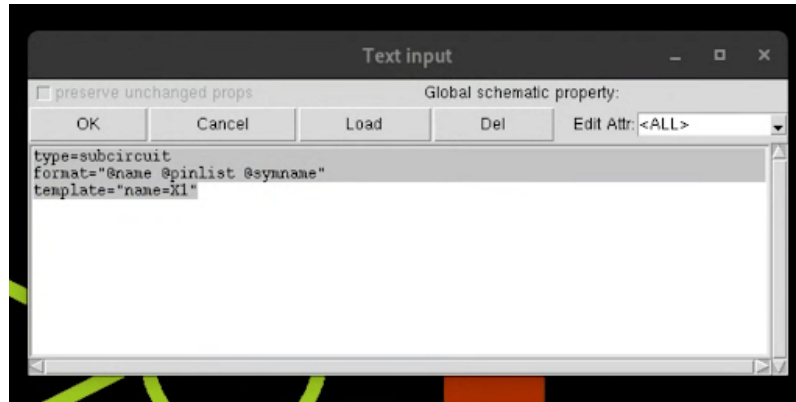 Text input
preserve unchanged props
Global schematic property:
OK
Cancel
Load
Del
Edit Attr:
<ALL>
type=subcircuit
format="@name @pinlist @symname"
template="name=X1"